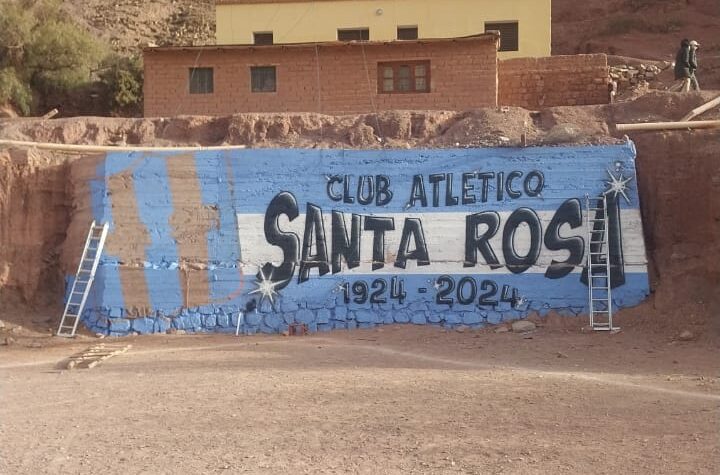 CLUB ATLETICO
SANTA ROSA
1924 - 2024